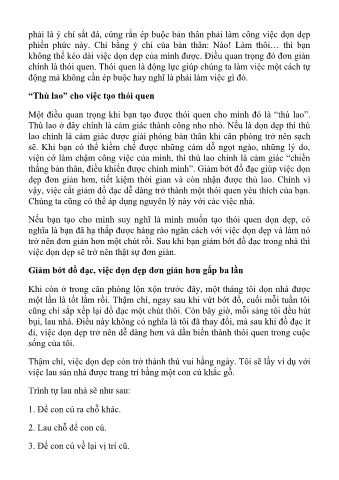 phải là ý chí sắt đá, cứng rắn ép buộc bản thân phải làm công việc dọn dẹp
phiền phức này. Chỉ bằng ý chí của bản thân: Nào! Làm thôi… thì bạn
không thể kéo dài việc dọn dẹp của mình được. Điều quan trọng đó đơn giản
chính là thói quen. Thói quen là động lực giúp chúng ta làm việc một cách tự
động mà không cần ép buộc hay nghĩ là phải làm việc gì đó.
“Thù lao” cho việc tạo thói quen
Một điều quan trọng khi bạn tạo được thói quen cho mình đó là “thù lao”.
Thù lao ở đây chính là cảm giác thành công nho nhỏ. Nếu là dọn dẹp thì thù
lao chính là cảm giác được giải phóng bản thân khi căn phòng trở nên sạch
sẽ. Khi bạn có thể kiềm chế được những cám dỗ ngọt ngào, những lý do,
viện cớ làm chậm công việc của mình, thì thù lao chính là cảm giác “chiến
thắng bản thân, điều khiển được chính mình”. Giảm bớt đồ đạc giúp việc dọn
dẹp đơn giản hơn, tiết kiệm thời gian và còn nhận được thù lao. Chính vì
vậy, việc cắt giảm đồ đạc dễ dàng trở thành một thói quen yêu thích của bạn.
Chúng ta cũng có thể áp dụng nguyên lý này với các việc nhà.
Nếu bạn tạo cho mình suy nghĩ là mình muốn tạo thói quen dọn dẹp, có
nghĩa là bạn đã hạ thấp được hàng rào ngăn cách với việc dọn dẹp và làm nó
trở nên đơn giản hơn một chút rồi. Sau khi bạn giảm bớt đồ đạc trong nhà thì
việc dọn dẹp sẽ trở nên thật sự đơn giản.
Giảm bớt đồ đạc, việc dọn dẹp đơn giản hơn gấp ba lần
Khi còn ở trong căn phòng lộn xộn trước đây, một tháng tôi dọn nhà được
một lần là tốt lắm rồi. Thậm chí, ngay sau khi vứt bớt đồ, cuối mỗi tuần tôi
cũng chỉ sắp xếp lại đồ đạc một chút thôi. Còn bây giờ, mỗi sáng tôi đều hút
bụi, lau nhà. Điều này không có nghĩa là tôi đã thay đổi, mà sau khi đồ đạc ít
đi, việc dọn dẹp trở nên dễ dàng hơn và dần biến thành thói quen trong cuộc
sống của tôi.
Thậm chí, việc dọn dẹp còn trở thành thú vui hằng ngày. Tôi sẽ lấy ví dụ với
việc lau sàn nhà được trang trí bằng một con cú khắc gỗ.
Trình tự lau nhà sẽ như sau:
1. Để con cú ra chỗ khác.
2. Lau chỗ để con cú.
3. Để con cú về lại vị trí cũ.